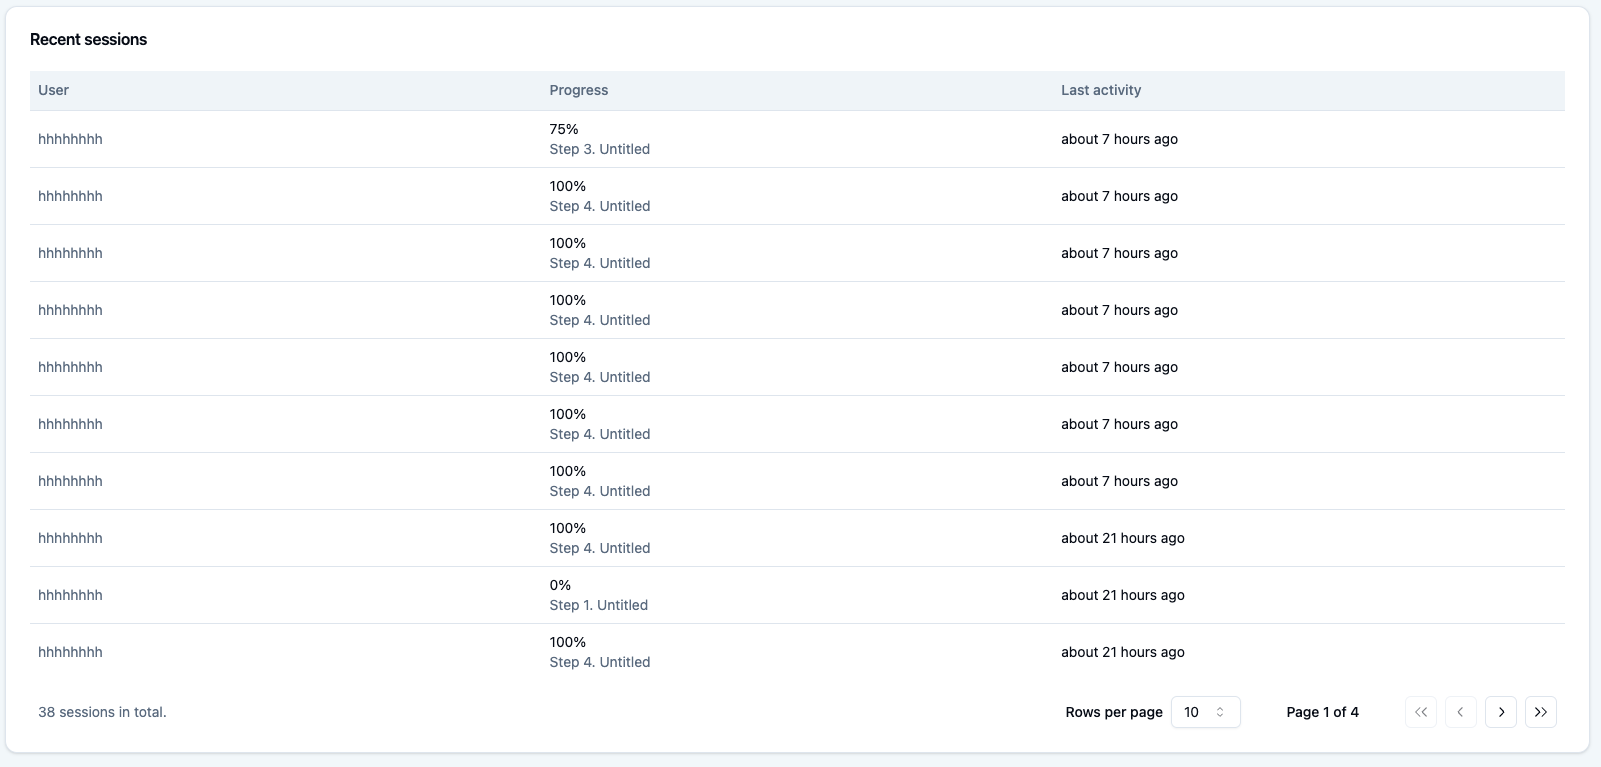 Recent sessions
User Progress Last activity
hhhhhhhh 75% about 7 hours ago
Step 3. Untitled
hhhhhhhh 100% about 7 hours ago
Step 4. Untitled
hhhhhhhh 100% about 7 hours ago
Step 4. Untitled
hhhhhhhh 100% about 7 hours ago
Step 4. Untitled
hhhhhhhh 100% about 7 hours ago
Step 4. Untitled
hhhhhhhh 100% about 7 hours ago
Step 4. Untitled
hhhhhhhh 100% about 7 hours ago
Step 4. Untitled
hhhhhhhh 100% about 21 hours ago
Step 4. Untitled
hhhhhhhh 0% about 21 hours ago
Step 1. Untitled
hhhhhhhh 100% about 21 hours ago
Step 4. Untitled
38 sessions in total. Rows per page 10 Page 1 of 4